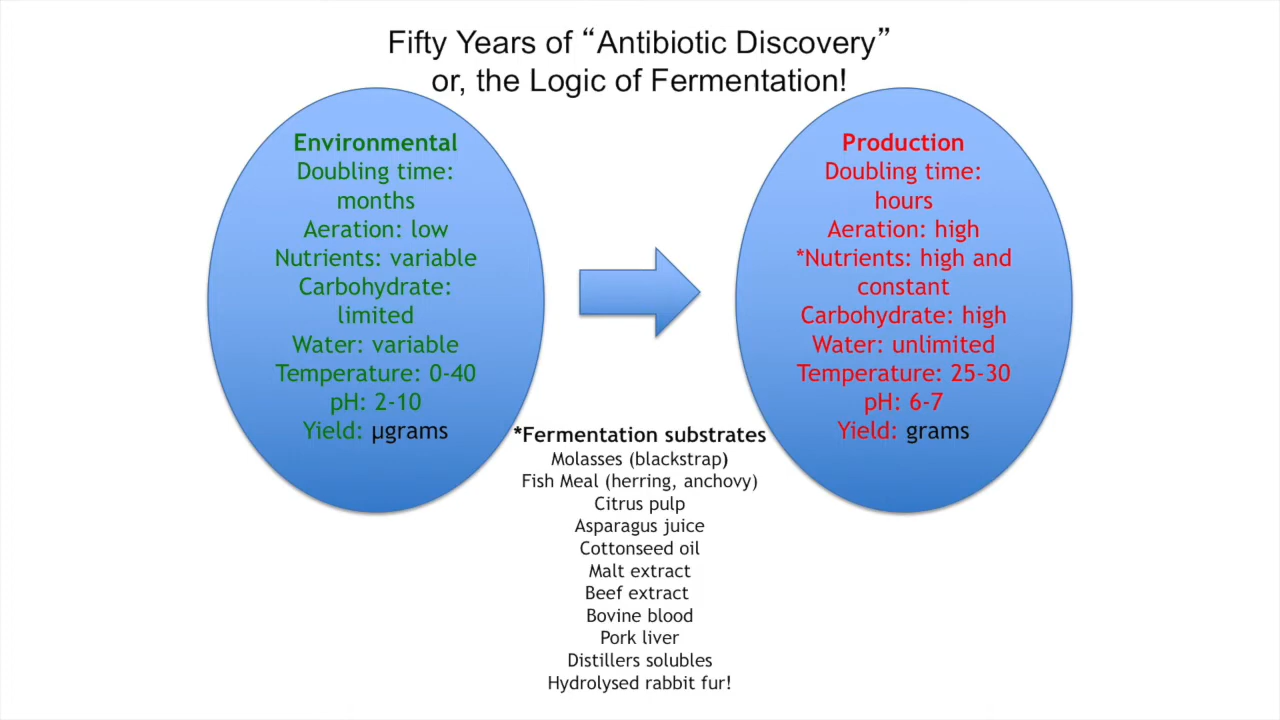 Fifty Years of “Antibiotic Discovery”
or, the Logic of Fermentation!
Environmental
Doubling time:
months
Aeration: low
Nutrients: variable
Carbohydrate:
limited
Water: variable
Temperature: 0-40
pH: 2-10
Yield: µgrams
Production
Doubling time:
hours
Aeration: high
*Nutrients: high and
constant
Carbohydrate: high
Water: unlimited
Temperature: 25-30
pH: 6-7
Yield: grams
*Fermentation substrates
Molasses (blackstrap)
Fish Meal (herring, anchovy)
Citrus pulp
Asparagus juice
Cottonseed oil
Malt extract
Beef extract
Bovine blood
Pork liver
Distillers solubles
Hydrolysed rabbit fur!